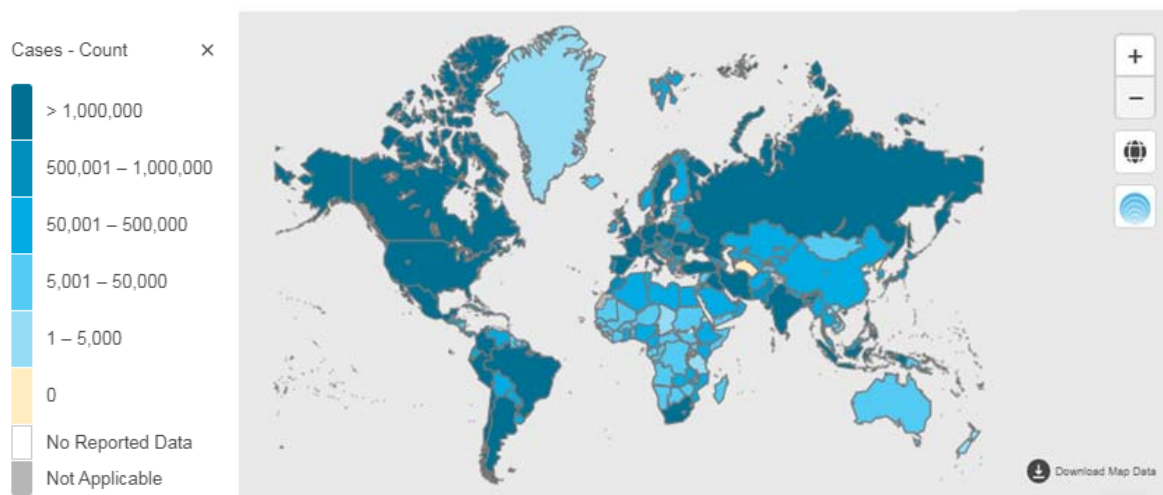 Cases - Count ×
> 1,000,000
500,001 – 1,000,000
50,001 – 500,000
5,001 – 50,000
1 – 5,000
0
No Reported Data
Not Applicable
+
−
Download Map Data